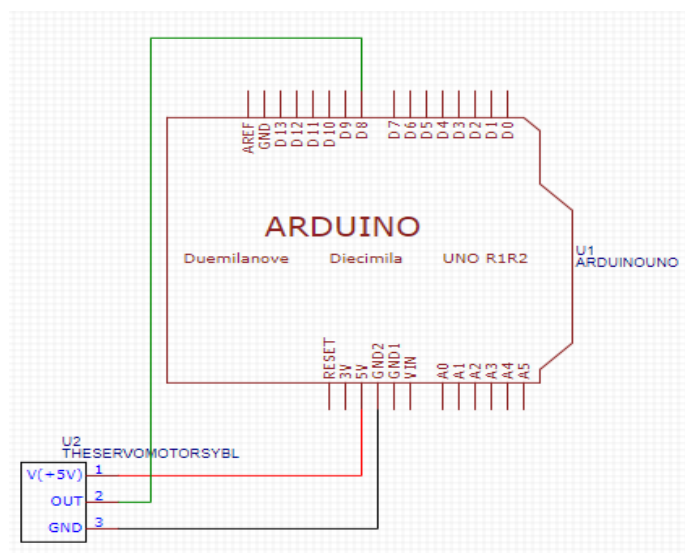 AREF GND D13 D12 D11 D10 D9 D8 D7 D6 D5 D4 D3 D2 D1 D0
ARDUINO
Duemilanove Diecimila UNO R1R2
U1
ARDUINOUNO
RESET 3V 5V GND2 GND1 VIN A0 A1 A2 A3 A4 A5
U2
THESERVOMOTORSYBL
V(+5V) 1
OUT 2
GND 3